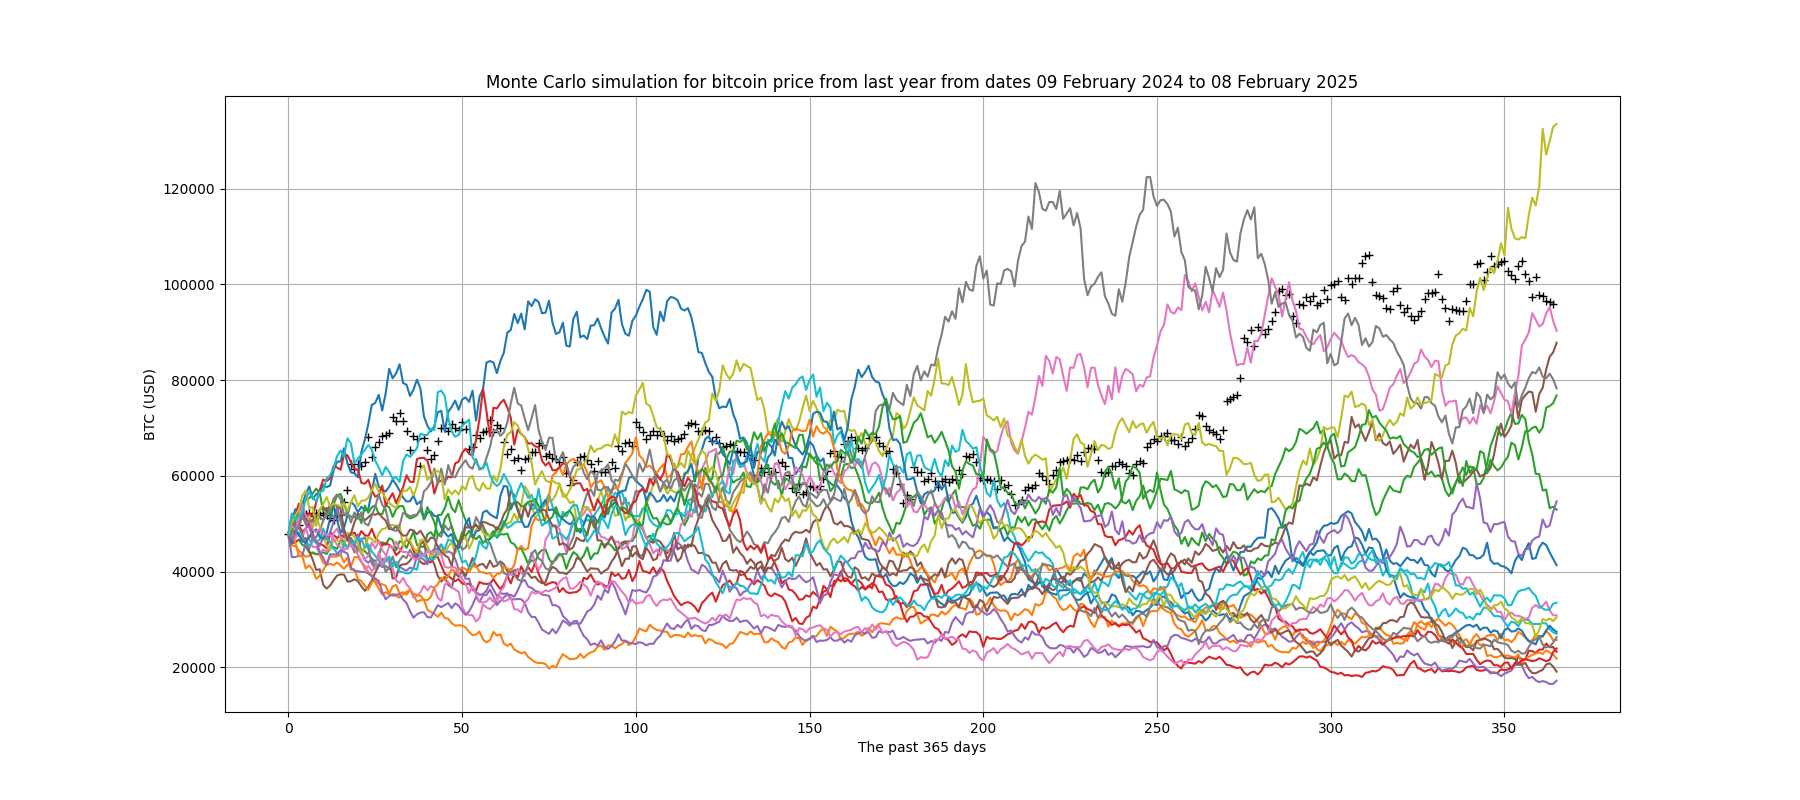 Monte Carlo simulation for bitcoin price from last year from dates 09 February 2024 to 08 February 2025
120000
100000
80000
60000
40000
20000
BTC (USD)
0 50 100 150 200 250 300 350
The past 365 days